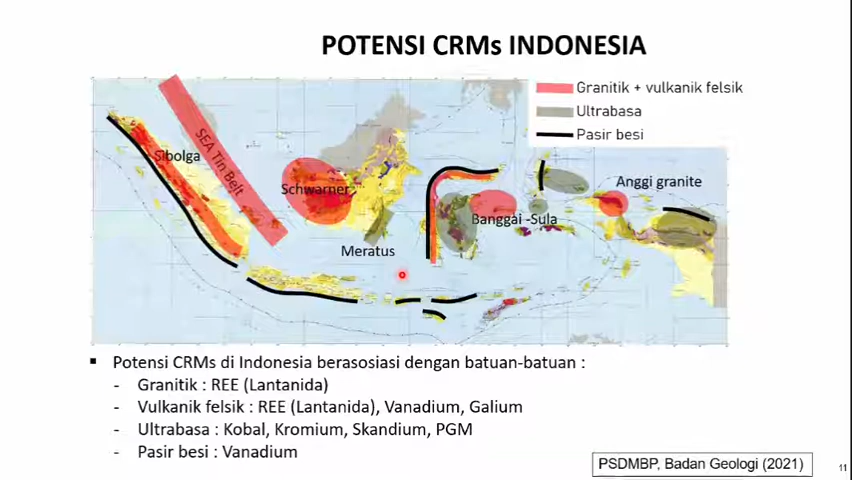 POTENSI CRMs INDONESIA
Granitik + vulkanik felsik
Ultrabasa
Pasir besi
Sibolga
SEA Tin Belt
Schwarner
Anggi granite
Banggai -Sula
Meratus
Potensi CRMs di Indonesia berasosiasi dengan batuan-batuan :
- Granitik : REE (Lantanida)
- Vulkanik felsik : REE (Lantanida), Vanadium, Galium
- Ultrabasa : Kobal, Kromium, Skandium, PGM
- Pasir besi : Vanadium
PSDMBP, Badan Geologi (2021)
11